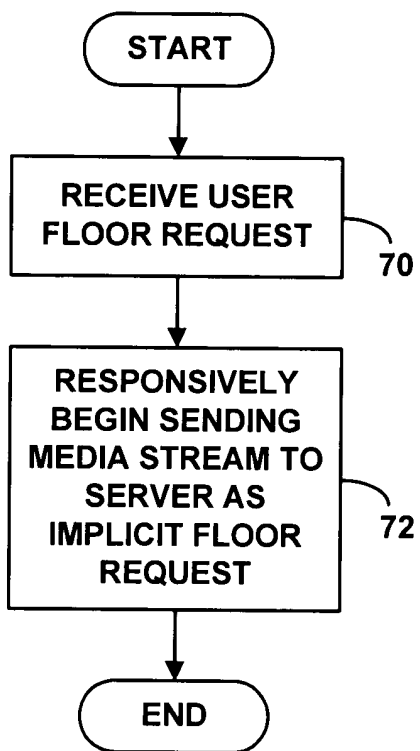 START
RECEIVE USER
FLOOR REQUEST
70
RESPONSIVELY
BEGIN SENDING
MEDIA STREAM TO
SERVER AS
IMPLICIT FLOOR
REQUEST
72
END